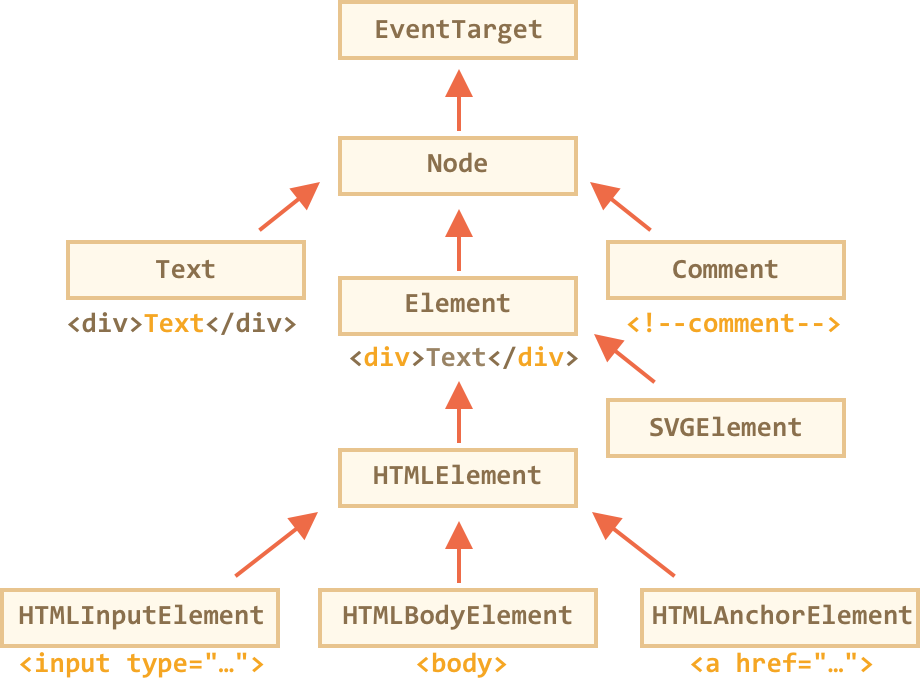 EventTarget
Node
Text
<div>Text</div>
Element
<div>Text</div>
Comment
<!--comment-->
SVGElement
HTMLElement
HTMLInputElement
<input type="…">
HTMLBodyElement
<body>
HTMLAnchorElement
<a href="…">